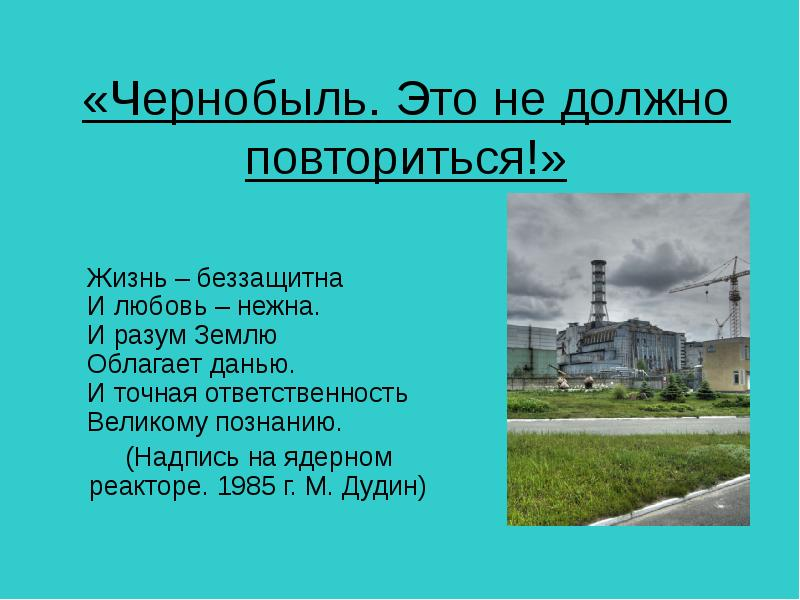 «Чернобыль. Это не должно
повториться!»
Жизнь – беззащитна
И любовь – нежна.
И разум Землю
Облагает данью.
И точная ответственность
Великому познанию.
(Надпись на ядерном
реакторе. 1985 г. М. Дудин)